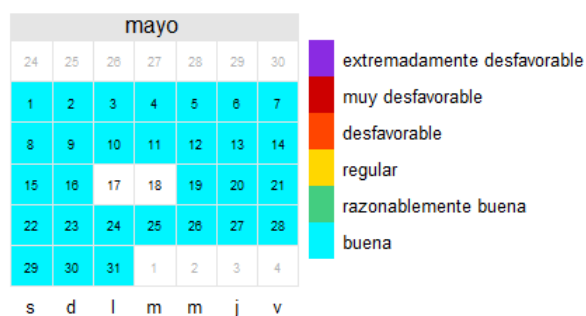 mayo
24 25 26 27 28 29 30
1 2 3 4 5 6 7
8 9 10 11 12 13 14
15 16 17 18 19 20 21
22 23 24 25 26 27 28
29 30 31 1 2 3 4
s d l m m j v
extremadamente desfavorable
muy desfavorable
desfavorable
regular
razonablemente buena
buena